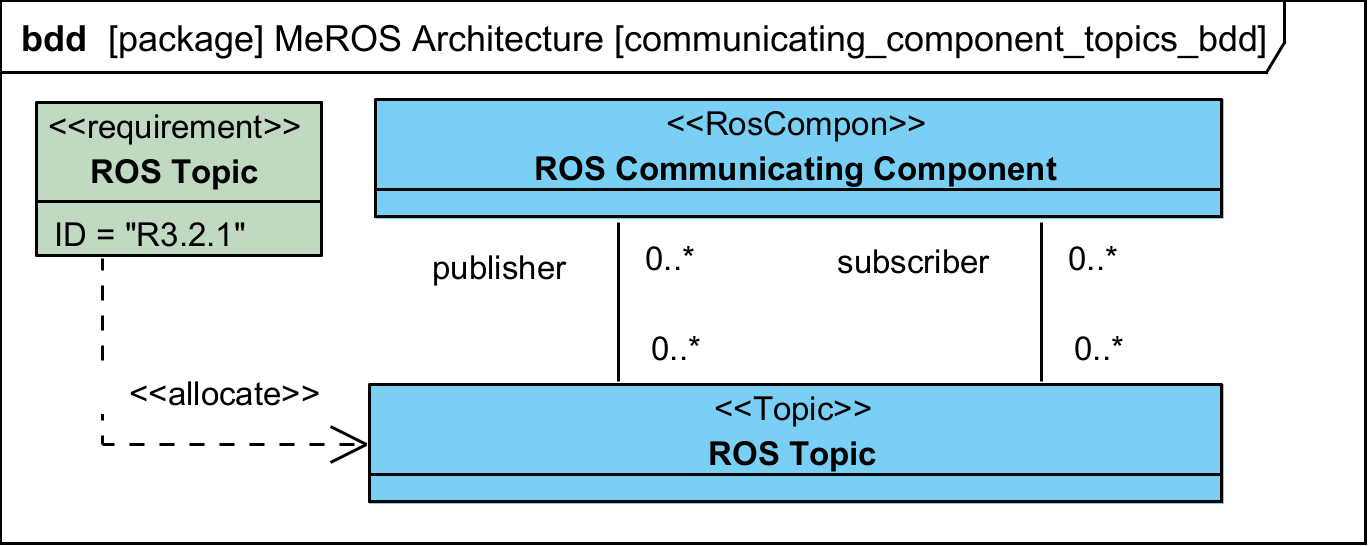 bdd [package] MeROS Architecture [communicating_component_topics_bdd]
<<requirement>>
ROS Topic
ID = "R3.2.1"
<<RosCompon>>
ROS Communicating Component
publisher
0..*
subscriber
0..*
0..*
0..*
<<allocate>>
<<Topic>>
ROS Topic